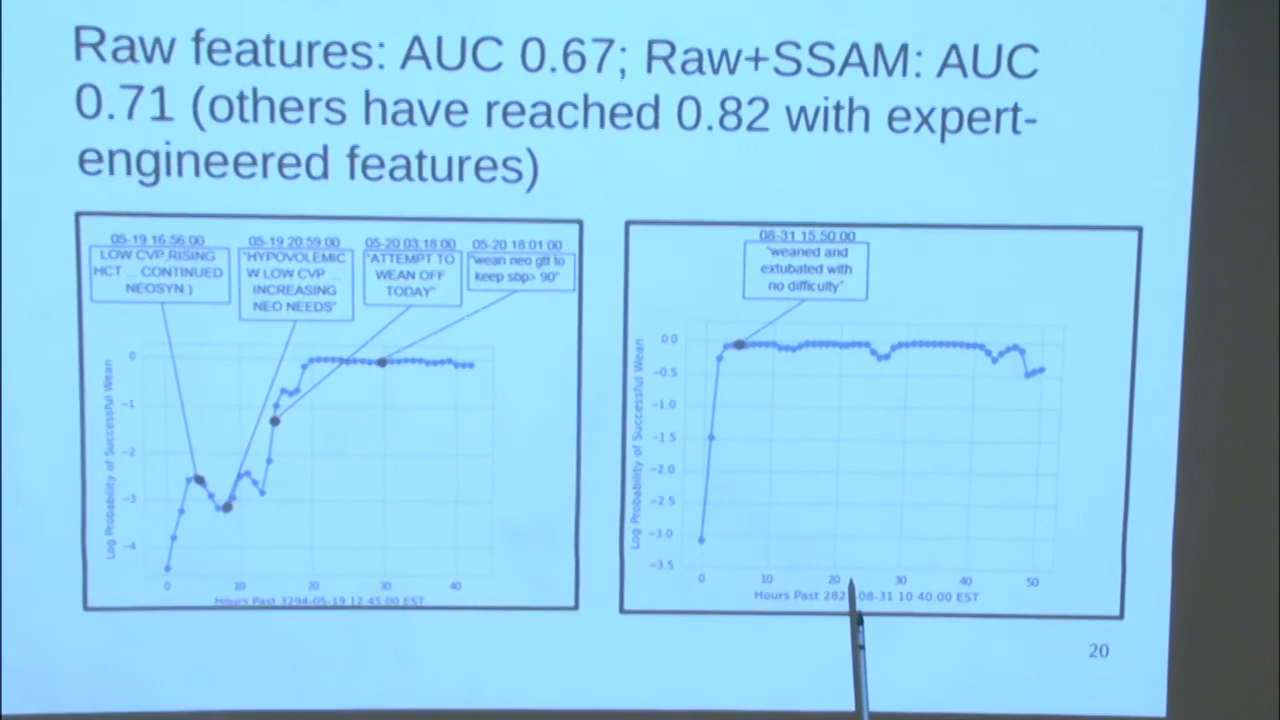 Raw features: AUC 0.67; Raw+SSAM: AUC
0.71 (others have reached 0.82 with expert-
engineered features)
05-19 16:56:00
LOW CVP,RISING
HCT ... CONTINUED
NEOSYN.)
05-19 20:59:00
"HYPOVOLEMIC
W LOW CVP ...
INCREASING
NEO NEEDS"
05-20 03:18:00
"ATTEMPT TO
WEAN OFF
TODAY"
05-20 18:01:00
"wean neo gtt to
keep sbp> 90"
Log Probability of Successful Wean
0
−1
−2
−3
−4
0 10 20 30 40
Hours Past 3294-05-19 12:45:00 EST
08-31 15:50:00
"weaned and
extubated with
no difficulty"
Log Probability of Successful Wean
0.0
−0.5
−1.0
−1.5
−2.0
−2.5
−3.0
−3.5
0 10 20 30 40 50
Hours Past 08-31 10:40:00 EST
20